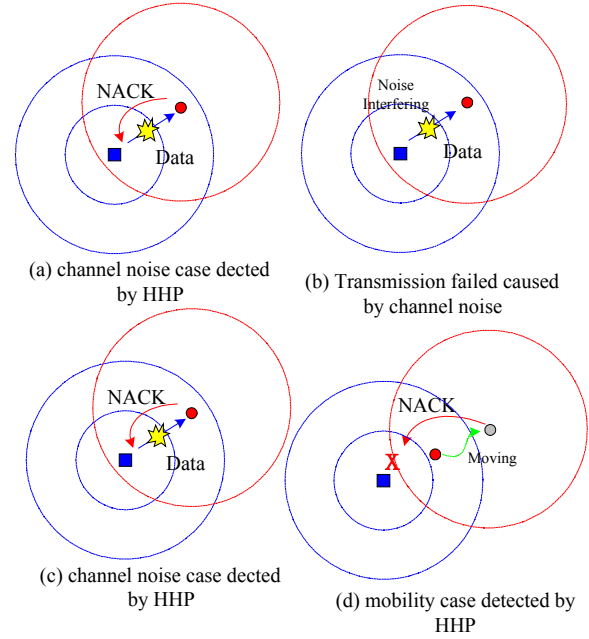 NACK
Data
(a) channel noise case dected
by HHP
Noise
Interfering
Data
(b) Transmission failed caused
by channel noise
NACK
Data
(c) channel noise case dected
by HHP
NACK
X
Moving
(d) mobility case detected by
HHP